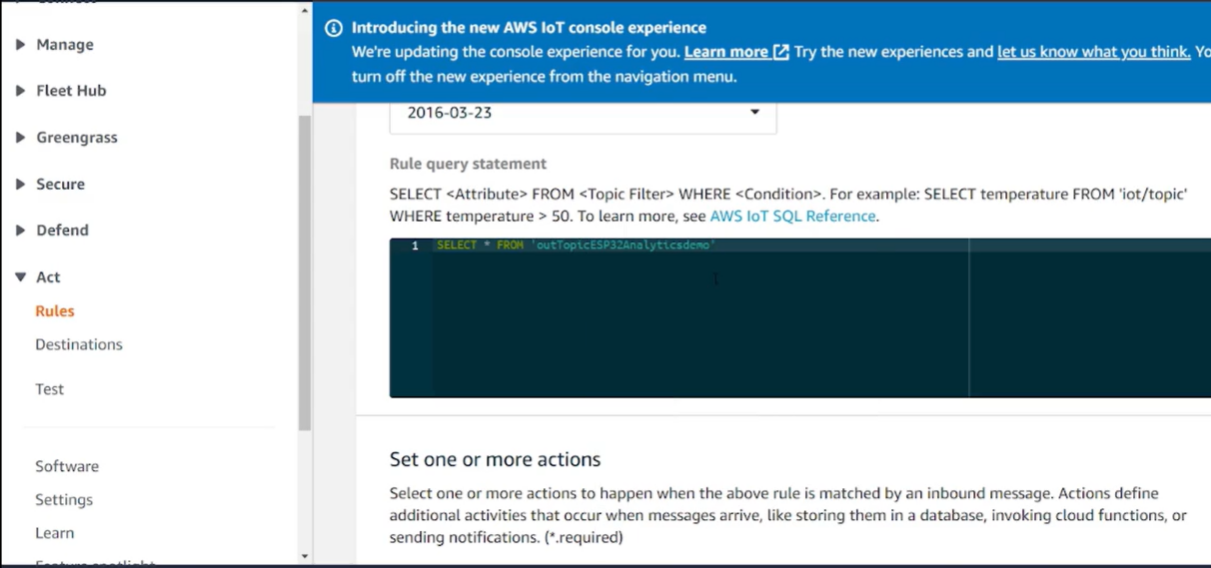 Manage
Fleet Hub
Greengrass
Secure
Defend
Act
Rules
Destinations
Test
Software
Settings
Learn
Introducing the new AWS IoT console experience
We're updating the console experience for you. Learn more Try the new experiences and let us know what you think.
turn off the new experience from the navigation menu.
2016-03-23
Rule query statement
SELECT <Attribute> FROM <Topic Filter> WHERE <Condition>. For example: SELECT temperature FROM 'iot/topic'
WHERE temperature > 50. To learn more, see AWS IoT SQL Reference.
1 SELECT * FROM 'outTopicESP32Analyticsdemo'
Set one or more actions
Select one or more actions to happen when the above rule is matched by an inbound message. Actions define
additional activities that occur when messages arrive, like storing them in a database, invoking cloud functions, or
sending notifications. (*.required)